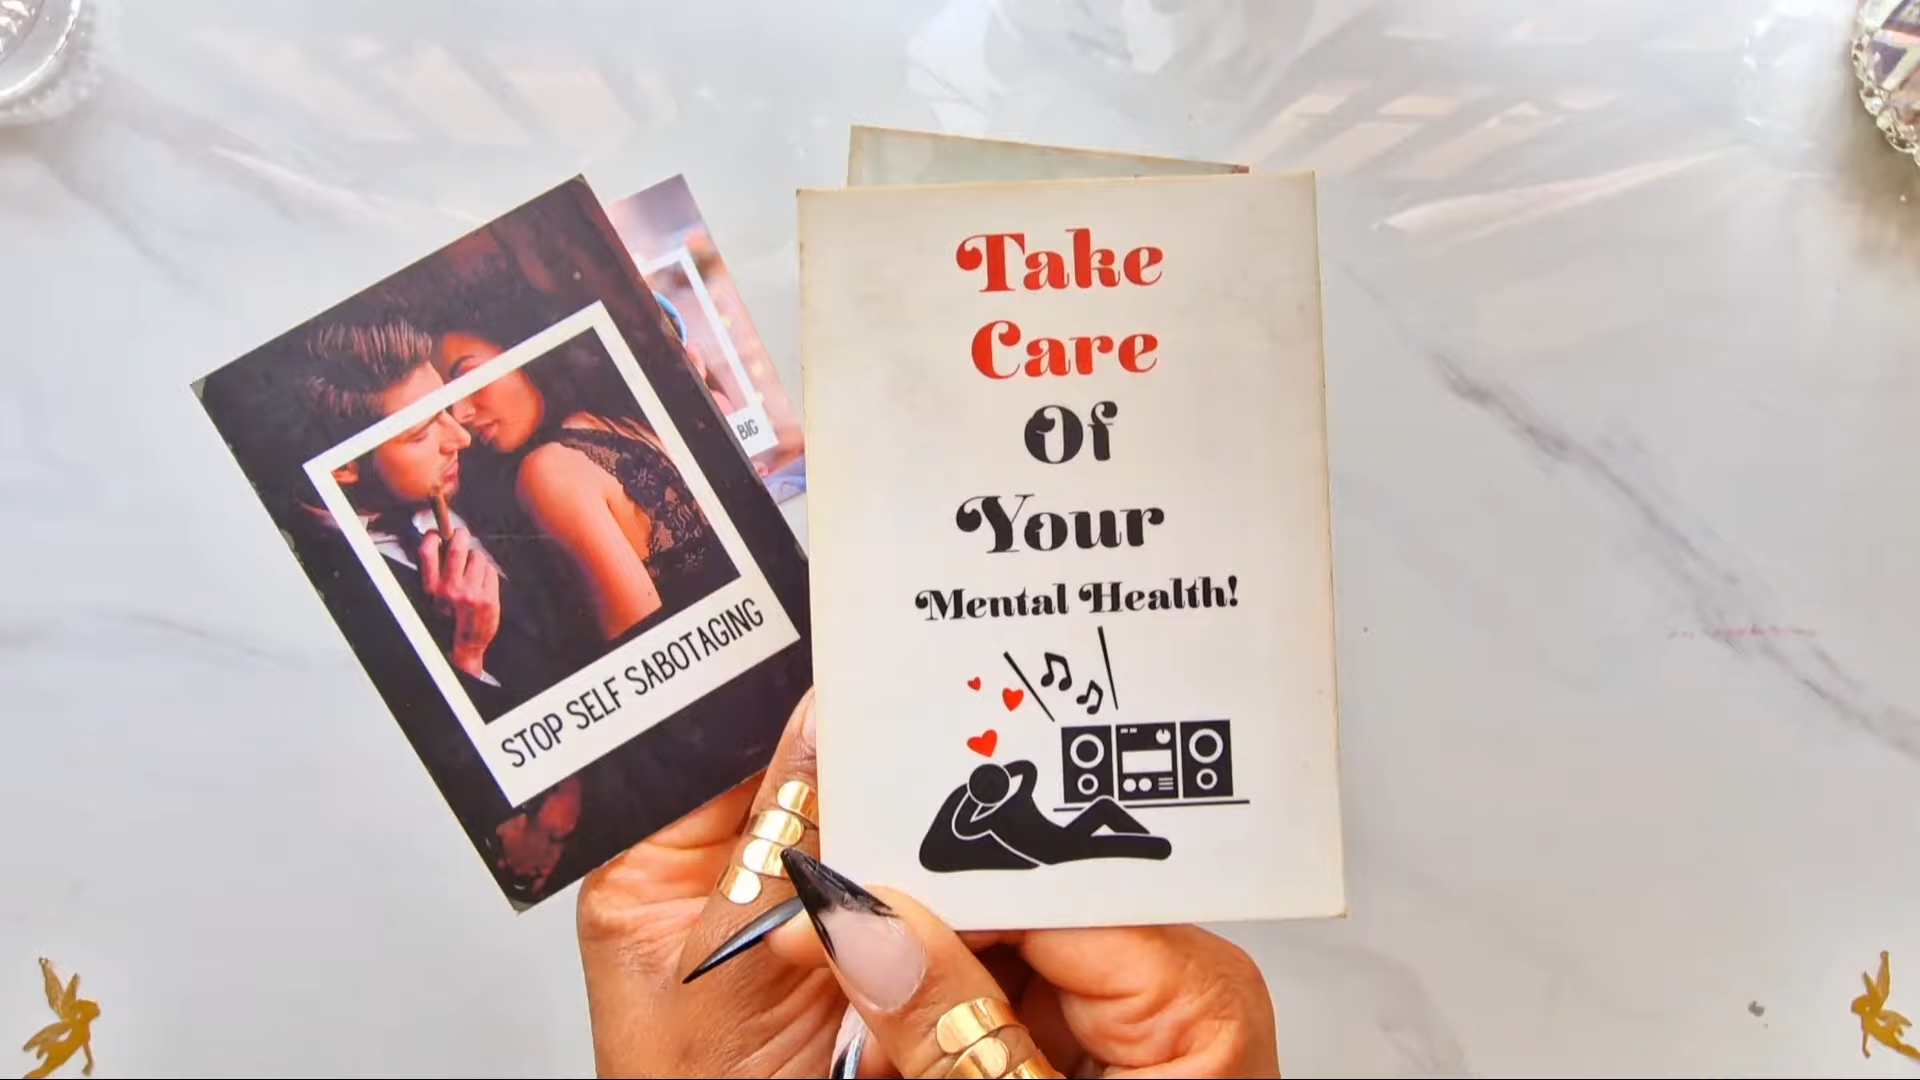 STOP SELF SABOTAGING
BIG
Take
Care
Of
Your
Mental Health!